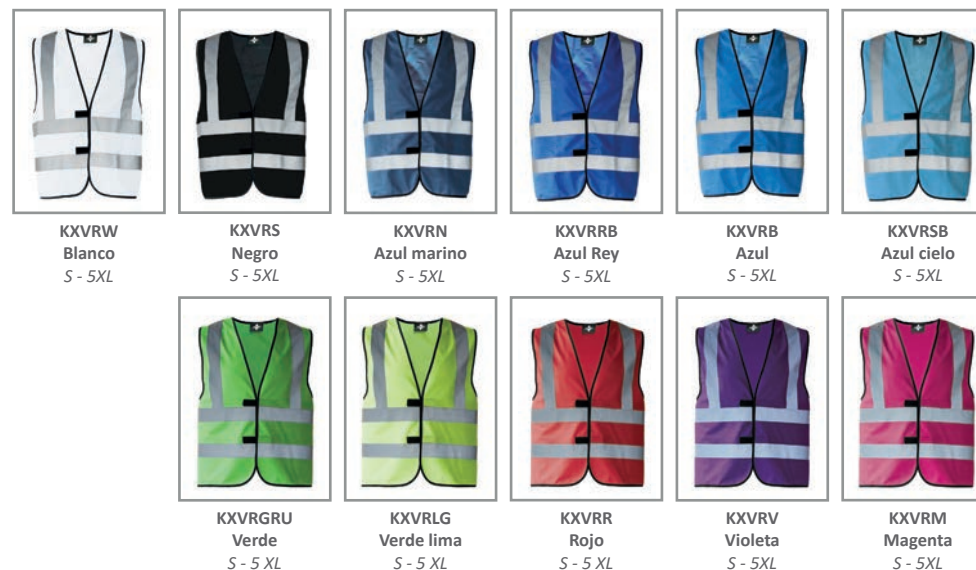 KXVRW
Blanco
S - 5XL
KXVRS
Negro
S - 5XL
KXVRN
Azul marino
S - 5XL
KXVRRB
Azul Rey
S - 5XL
KXVRB
Azul
S - 5XL
KXVRSB
Azul cielo
S - 5XL
KXVRGRU
Verde
S - 5 XL
KXVRLG
Verde lima
S - 5 XL
KXVRR
Rojo
S - 5 XL
KXVRV
Violeta
S - 5XL
KXVRM
Magenta
S - 5XL